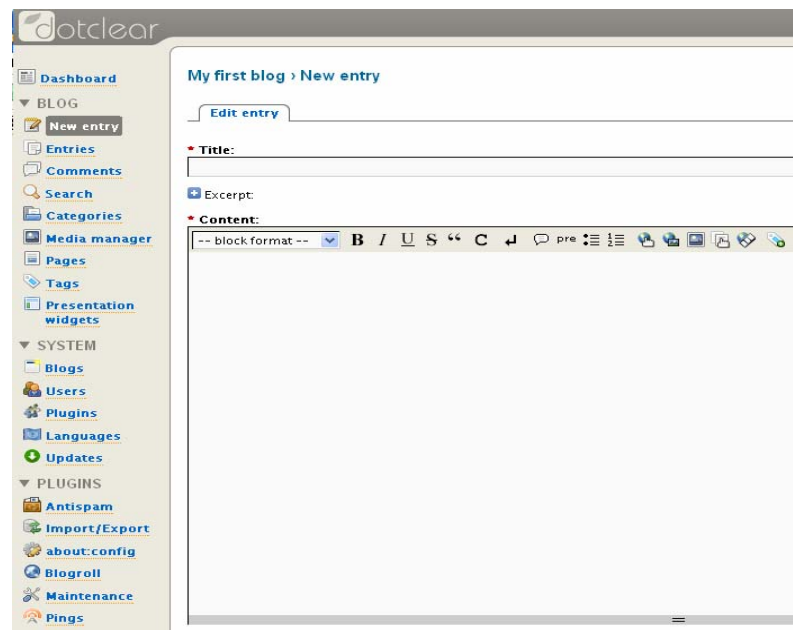 dotclear
Dashboard
BLOG
New entry
Entries
Comments
Search
Categories
Media manager
Pages
Tags
Presentation
widgets
SYSTEM
Blogs
Users
Plugins
Languages
Updates
PLUGINS
Antispam
Import/Export
about:config
Blogroll
Maintenance
Pings
My first blog › New entry
Edit entry
* Title:
Excerpt:
* Content:
-- block format -- B I U S “ C ↵ pre